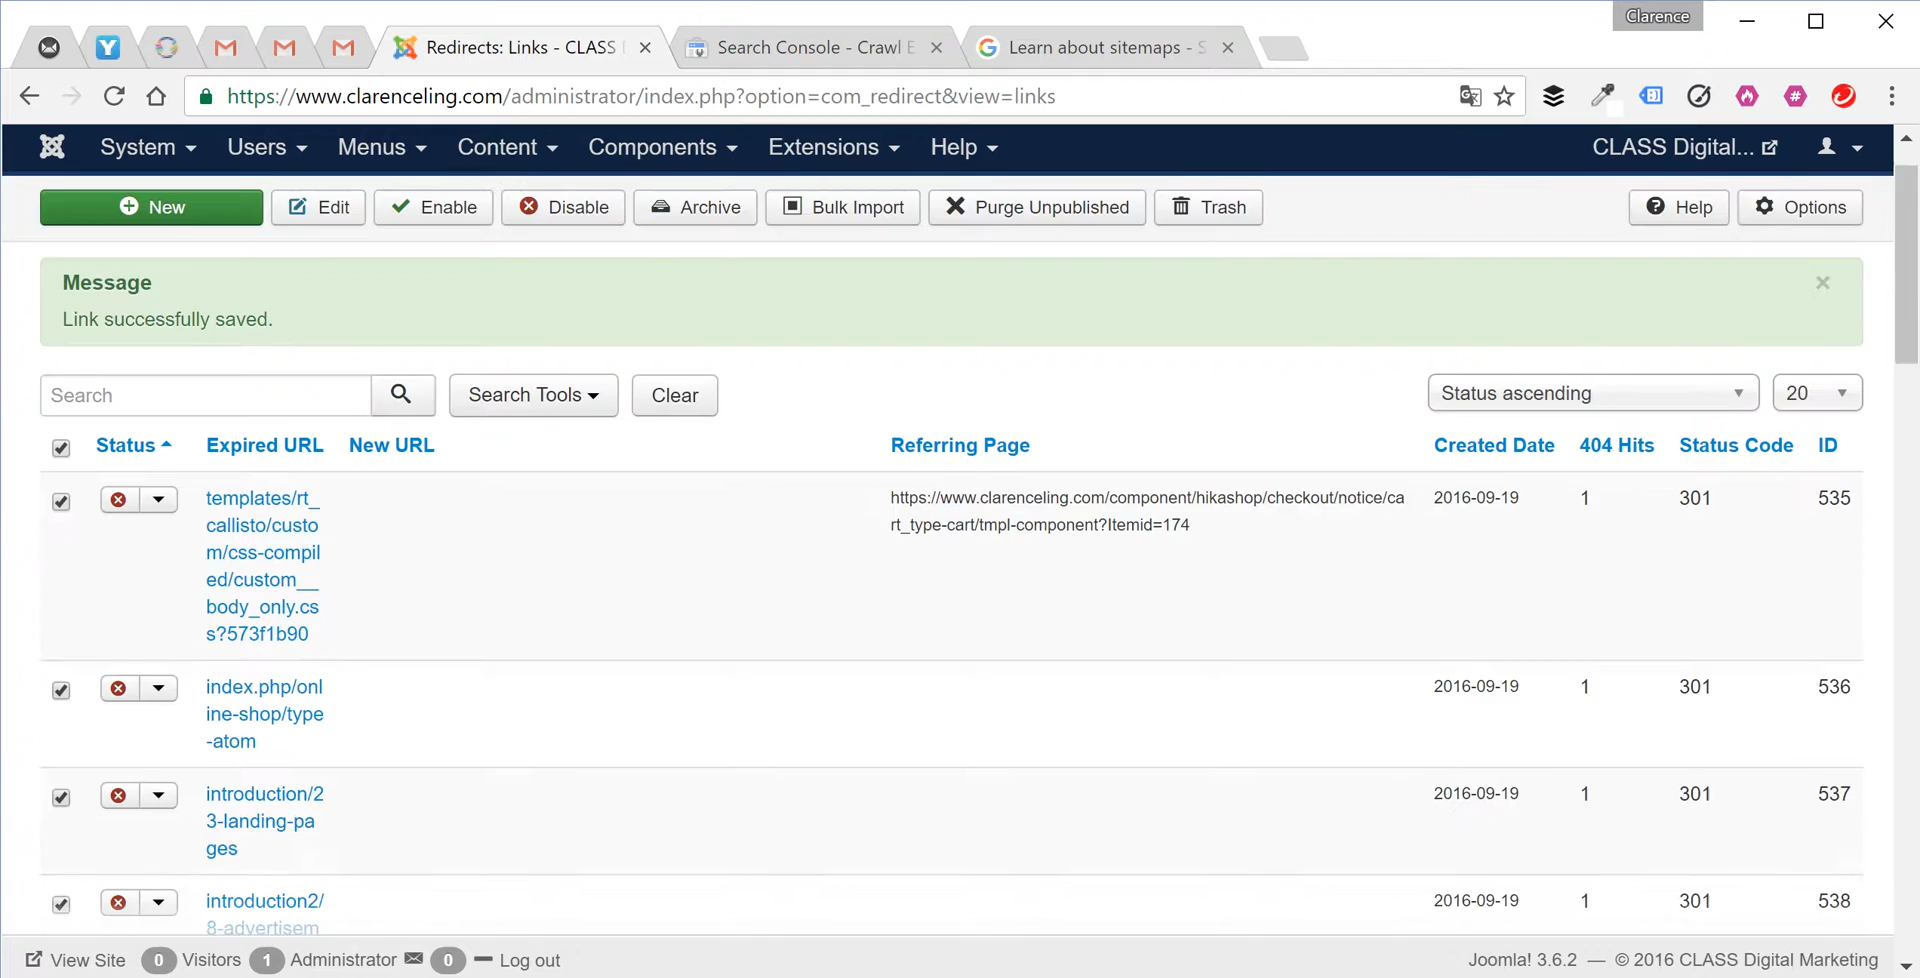 Clarence
Redirects: Links - CLASS
Search Console - Crawl E
Learn about sitemaps - S
https://www.clarenceling.com/administrator/index.php?option=com_redirect&view=links
System Users Menus Content Components Extensions Help CLASS Digital...
New Edit Enable Disable Archive Bulk Import Purge Unpublished Trash Help Options
Message
Link successfully saved.
Search Search Tools Clear Status ascending 20
Status Expired URL New URL Referring Page Created Date 404 Hits Status Code ID
templates/rt_
callisto/custo
m/css-compil
ed/custom__
body_only.cs
s?573f1b90
https://www.clarenceling.com/component/hikashop/checkout/notice/ca
rt_type-cart/tmpl-component?Itemid=174
2016-09-19 1 301 535
index.php/onl
ine-shop/type
-atom
2016-09-19 1 301 536
introduction/2
3-landing-pa
ges
2016-09-19 1 301 537
introduction2/
8-advertisem
2016-09-19 1 301 538
View Site 0 Visitors 1 Administrator 0 Log out
Joomla! 3.6.2 — © 2016 CLASS Digital Marketing